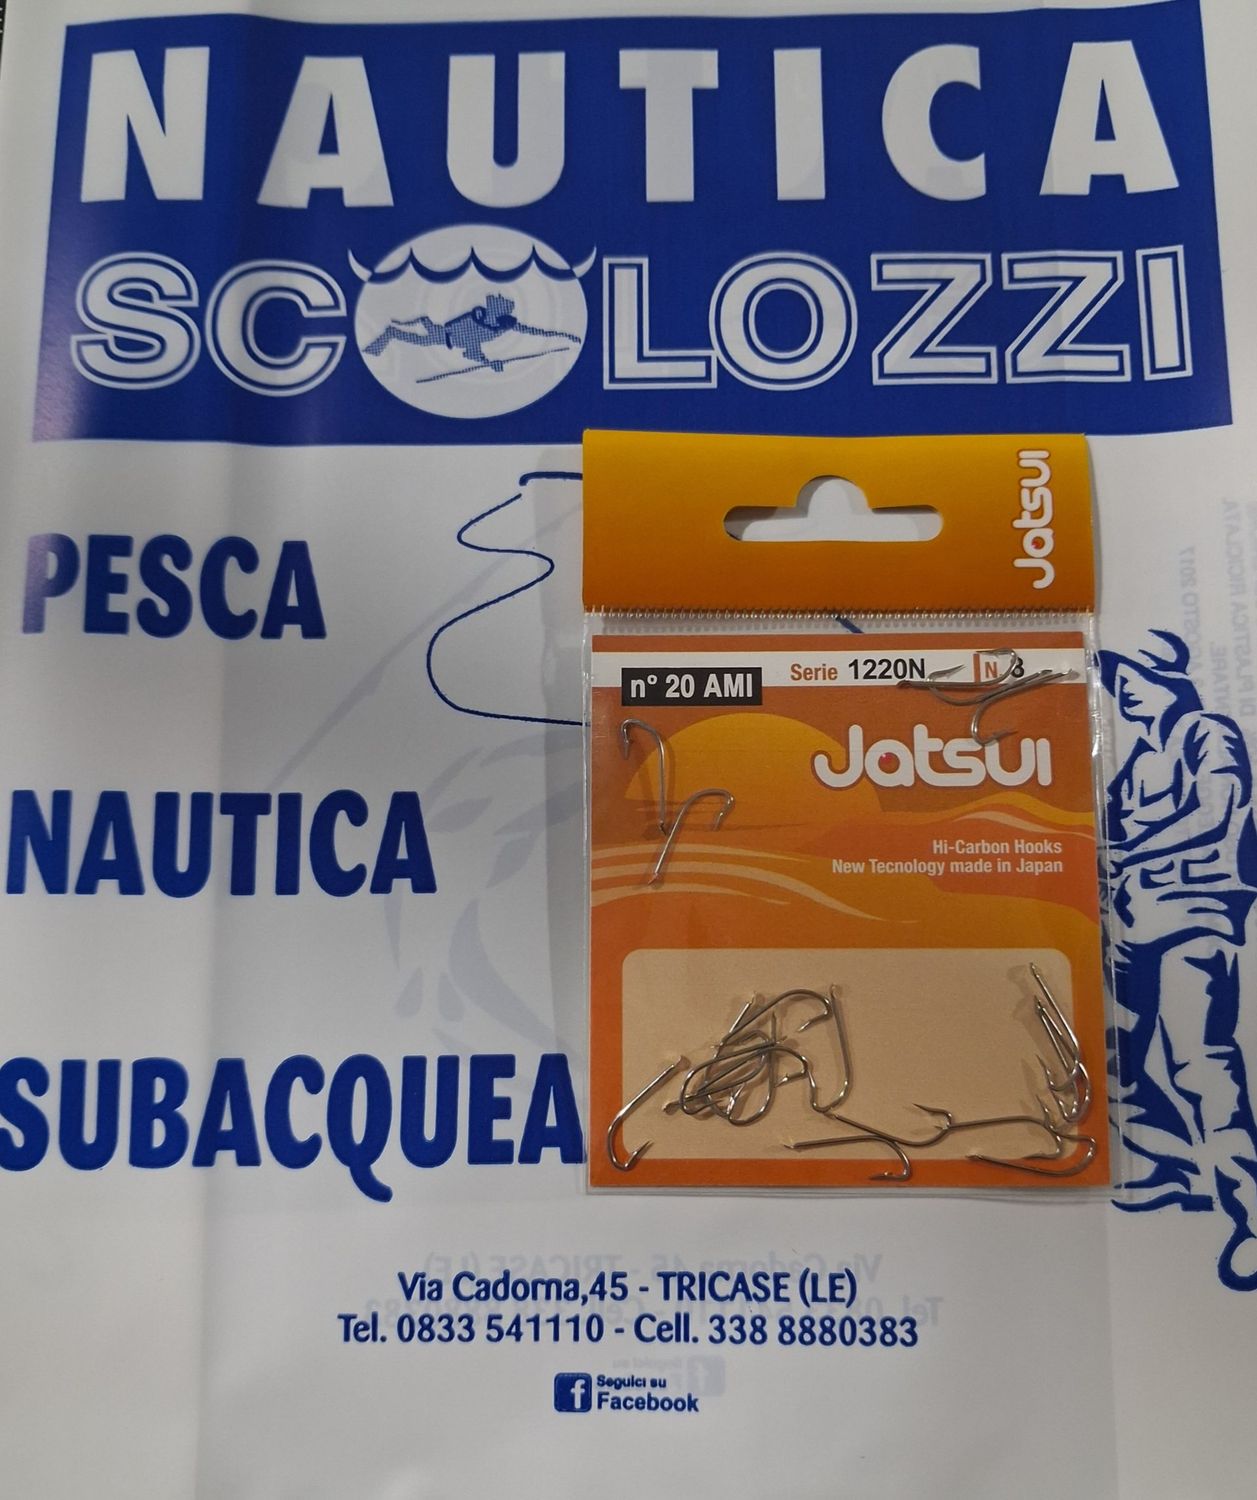 NAUTICA
SCOLOZZI
PESCA
NAUTICA
SUBACQUEA
Jatsui
n° 20 AMI
Serie 1220N
N. 8
Jatsui
Hi-Carbon Hooks
New Tecnology made in Japan
Via Cadorna,45 - TRICASE (LE)
Tel. 0833 541110 - Cell. 338 8880383
Seguici su
Facebook